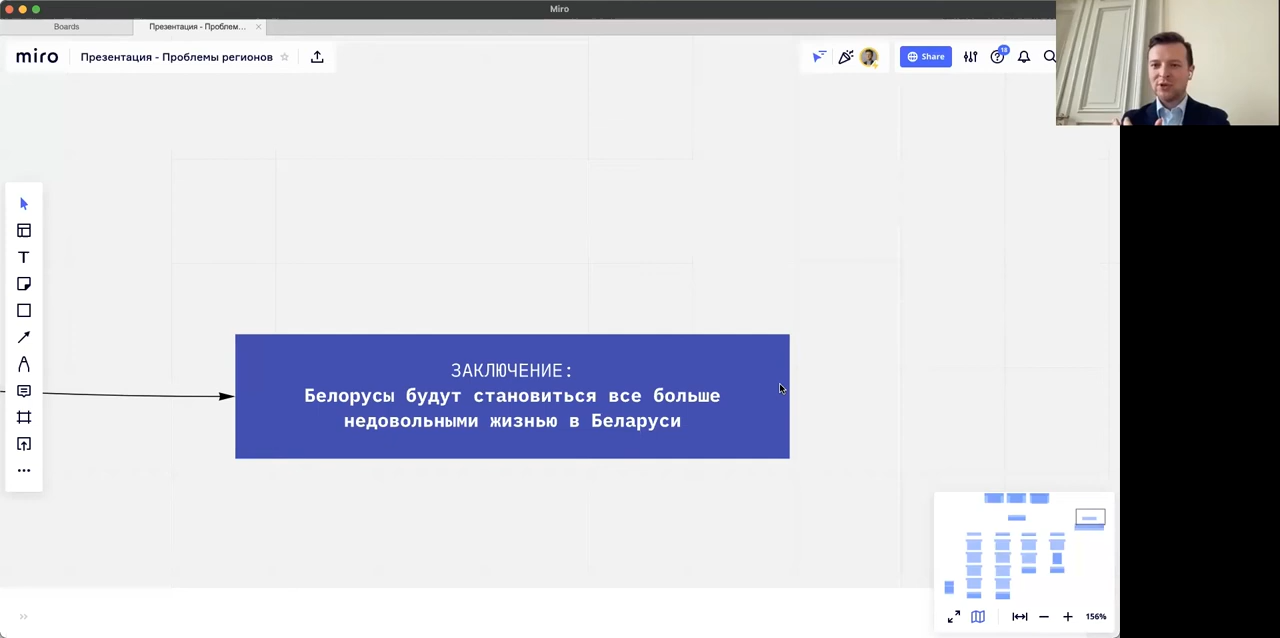 Miro
Boards
Презентация - Проблем...
miro
Презентация - Проблемы регионов
Share
18
ЗАКЛЮЧЕНИЕ:
Белорусы будут становиться все больше
недовольными жизнью в Беларуси
156%